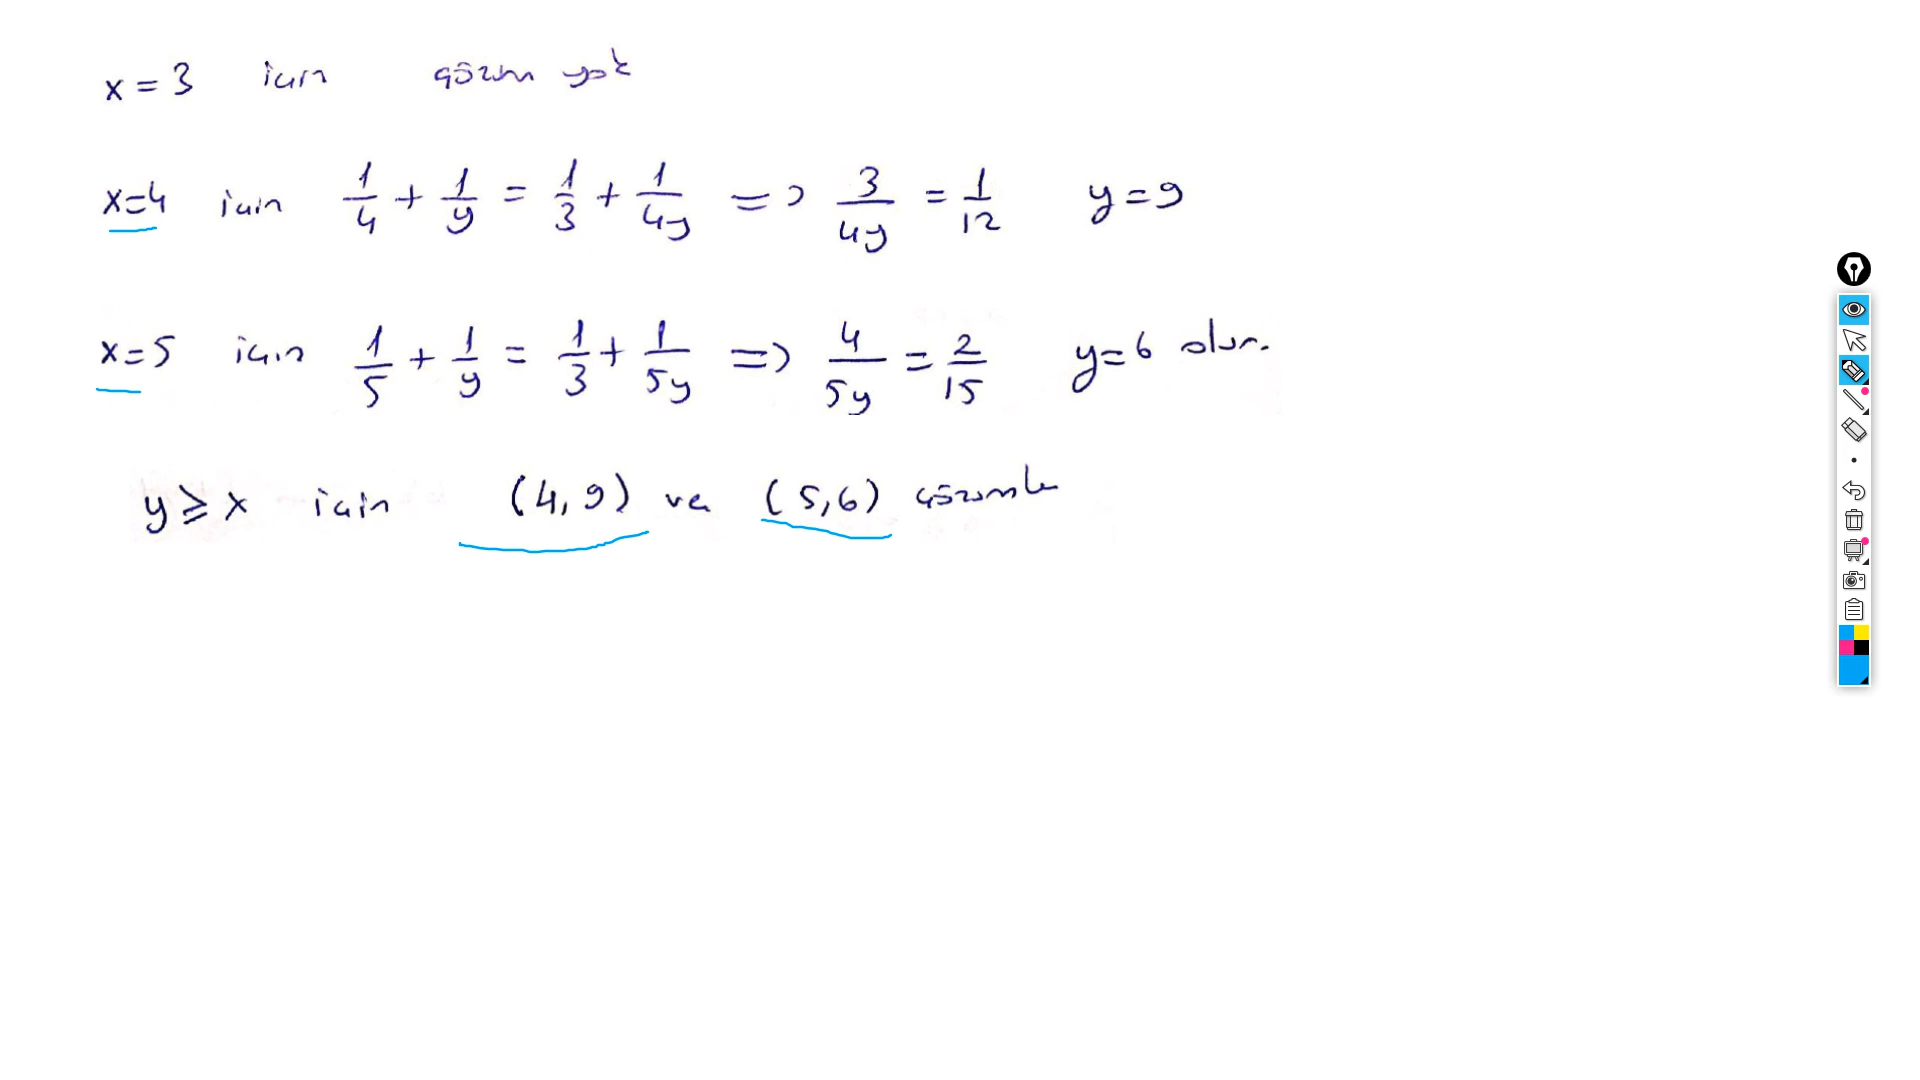 x = 3 için çözüm yok
x=4 için 1/4 + 1/y = 1/3 + 1/4y => 3/4y = 1/12 y=9
x=5 için 1/5 + 1/y = 1/3 + 1/5y => 4/5y = 2/15 y=6 olur.
y ≥ x için (4,9) ve (5,6) çözümle